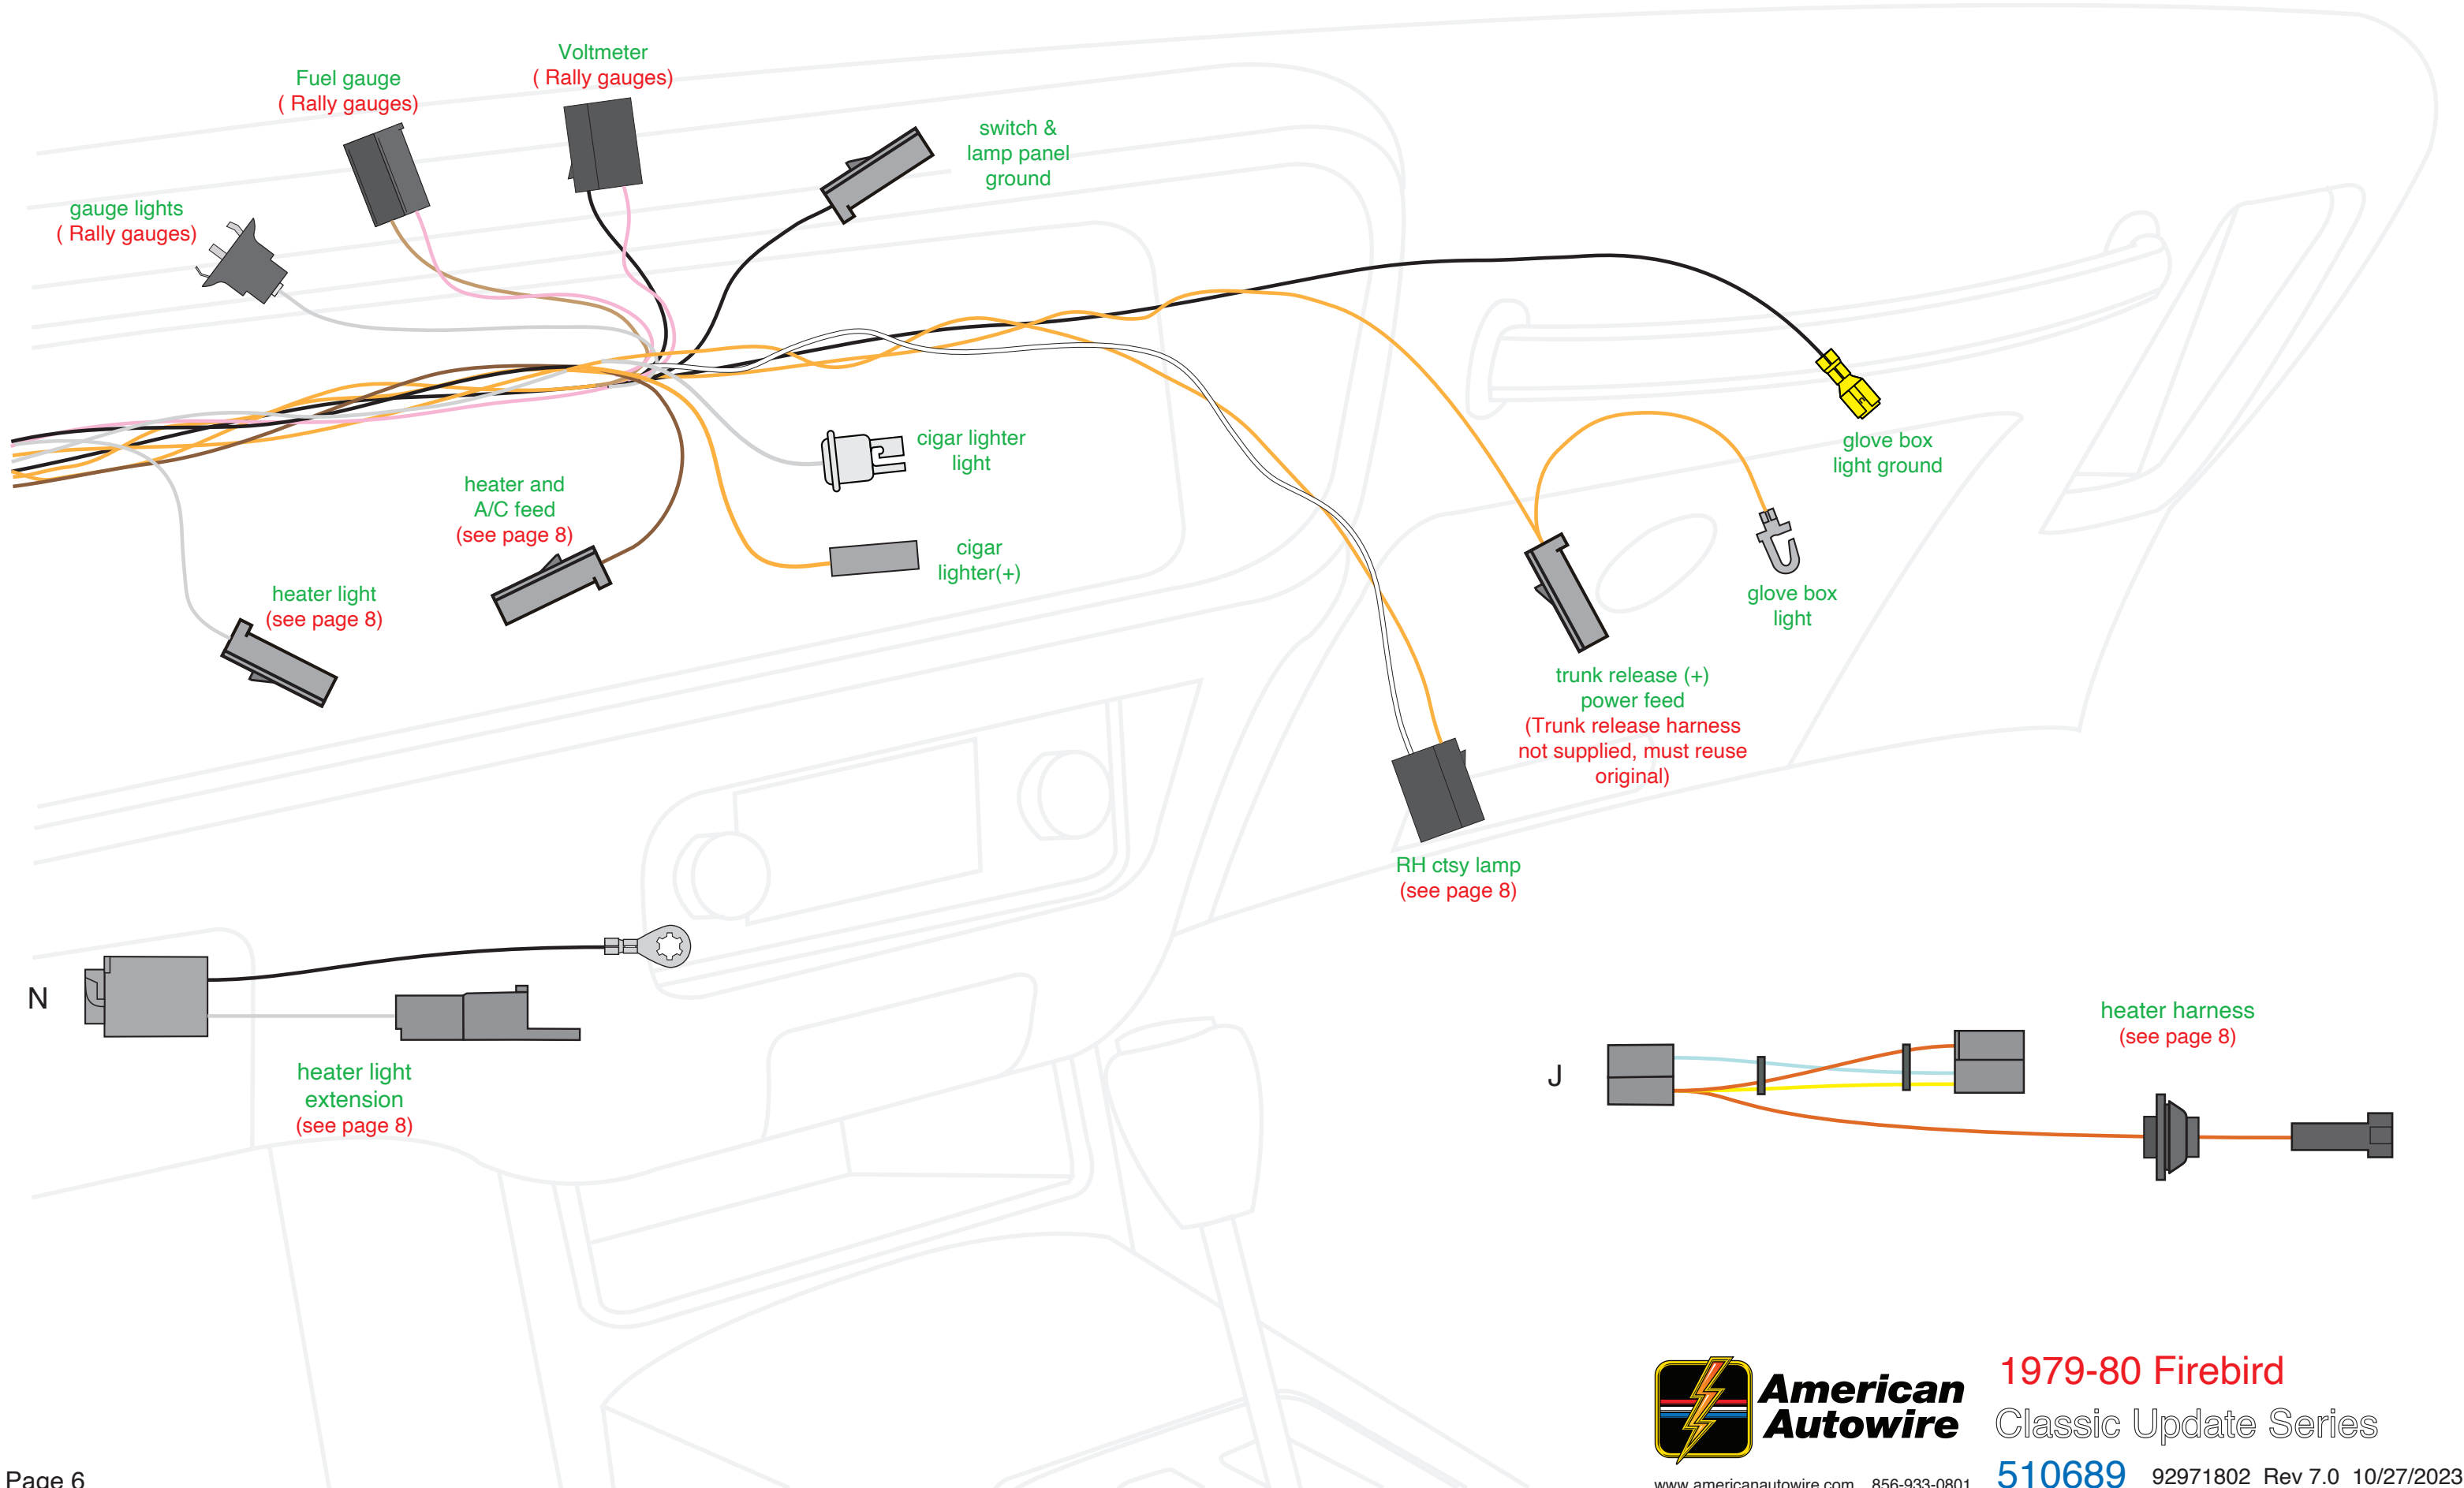 Voltmeter
( Rally gauges)
Fuel gauge
( Rally gauges)
switch &
lamp panel
ground
gauge lights
( Rally gauges)
cigar lighter
light
glove box
light ground
heater and
A/C feed
(see page 8)
cigar
lighter(+)
heater light
(see page 8)
glove box
light
trunk release (+)
power feed
(Trunk release harness
not supplied, must reuse
original)
RH ctsy lamp
(see page 8)
N
heater light
extension
(see page 8)
J
heater harness
(see page 8)
American
Autowire
1979-80 Firebird
Classic Update Series
www.americanautowire.com 856-933-0801
510689 92971802 Rev 7.0 10/27/2023
Page 6